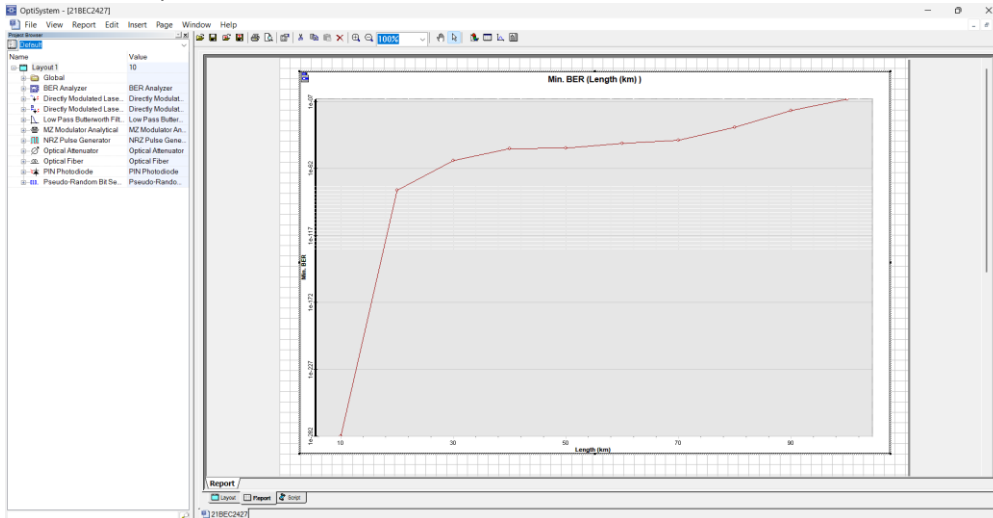 OptiSystem - [21BEC2427]
File View Report Edit Insert Page Window Help
Project Browser
Default
100%
Name Value
Layout 1 10
Global
BER Analyzer BER Analyzer
Directly Modulated Lase... Directly Modulat...
Directly Modulated Lase... Directly Modulat...
Low Pass Butterworth Filt... Low Pass Butter...
MZ Modulator Analytical MZ Modulator An...
NRZ Pulse Generator NRZ Pulse Gene...
Optical Attenuator Optical Attenuator
Optical Fiber Optical Fiber
PIN Photodiode PIN Photodiode
Pseudo-Random Bit Se... Pseudo-Rando...
Min. BER (Length (km) )
Min. BER
1e-07
1e-62
1e-117
1e-172
1e-227
1e-282
10 30 50 70 90
Length (km)
Report
Layout Report Script
21BEC2427